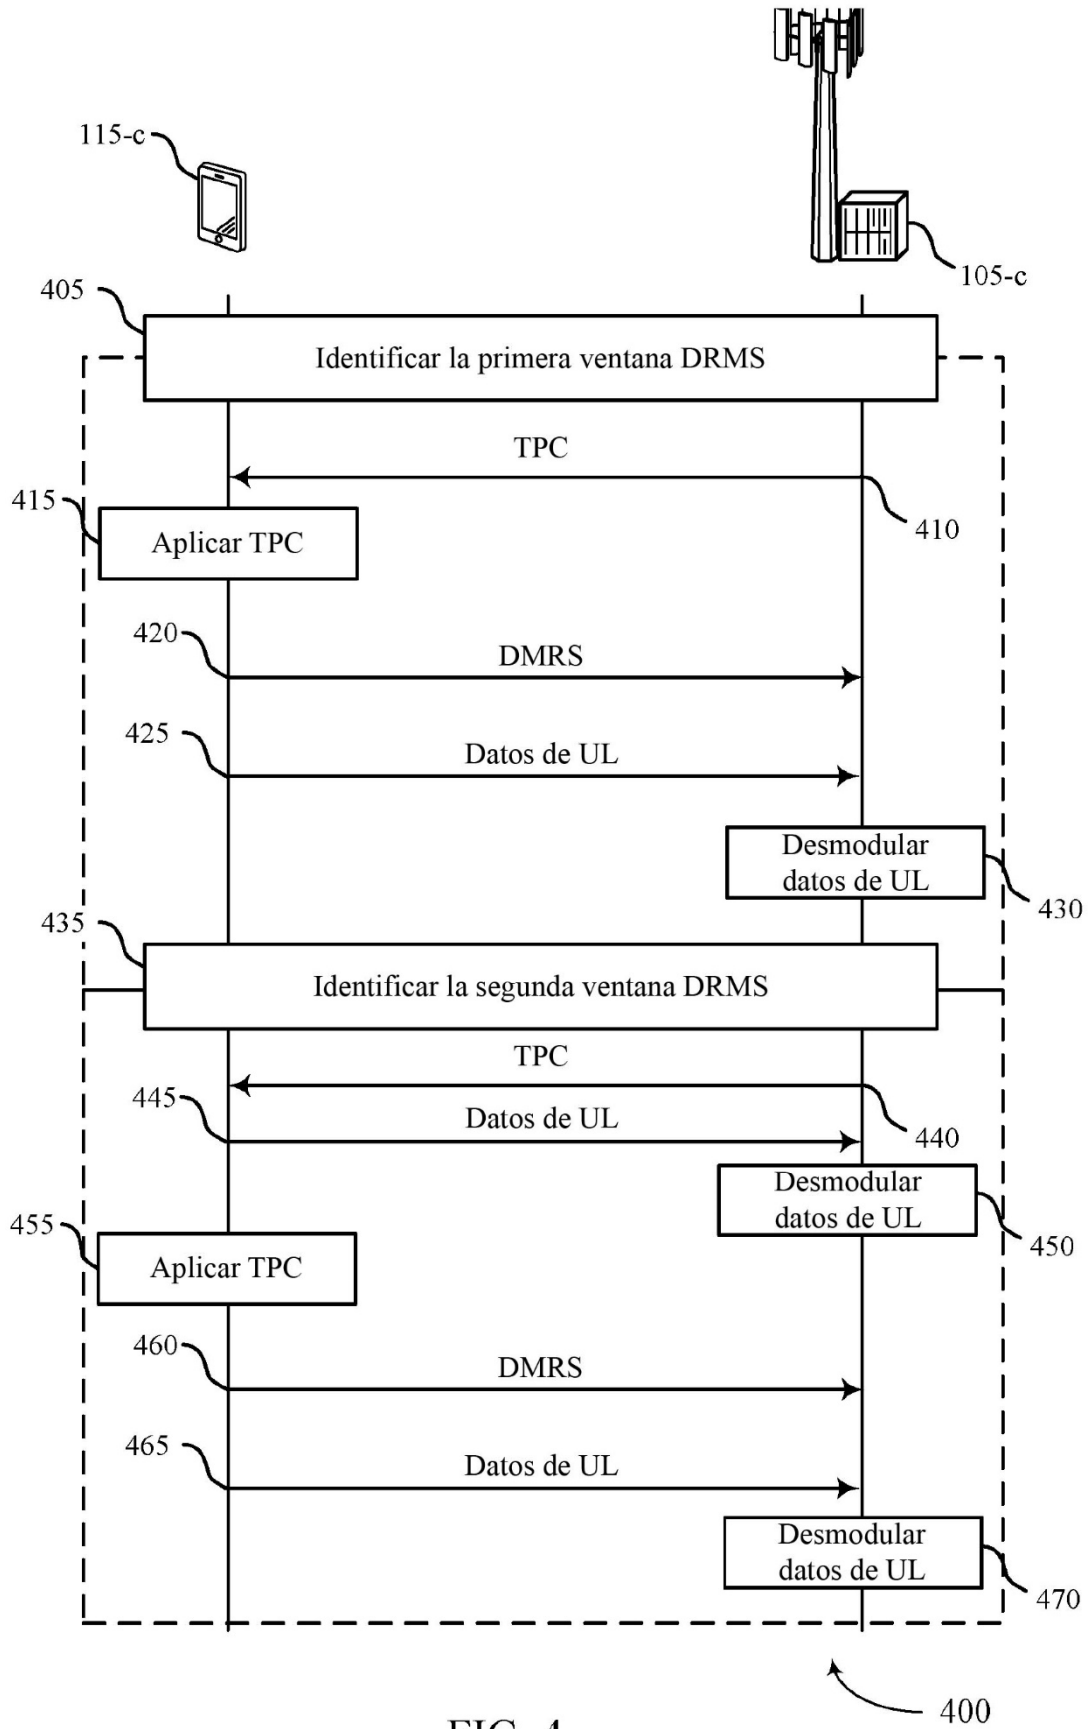 115-c
105-c
405
Identificar la primera ventana DRMS
TPC
415
410
Aplicar TPC
420
DMRS
425
Datos de UL
Desmodular
datos de UL
430
435
Identificar la segunda ventana DRMS
TPC
445
Datos de UL
440
Desmodular
datos de UL
450
455
Aplicar TPC
460
DMRS
465
Datos de UL
Desmodular
datos de UL
470
400
FIG. 4